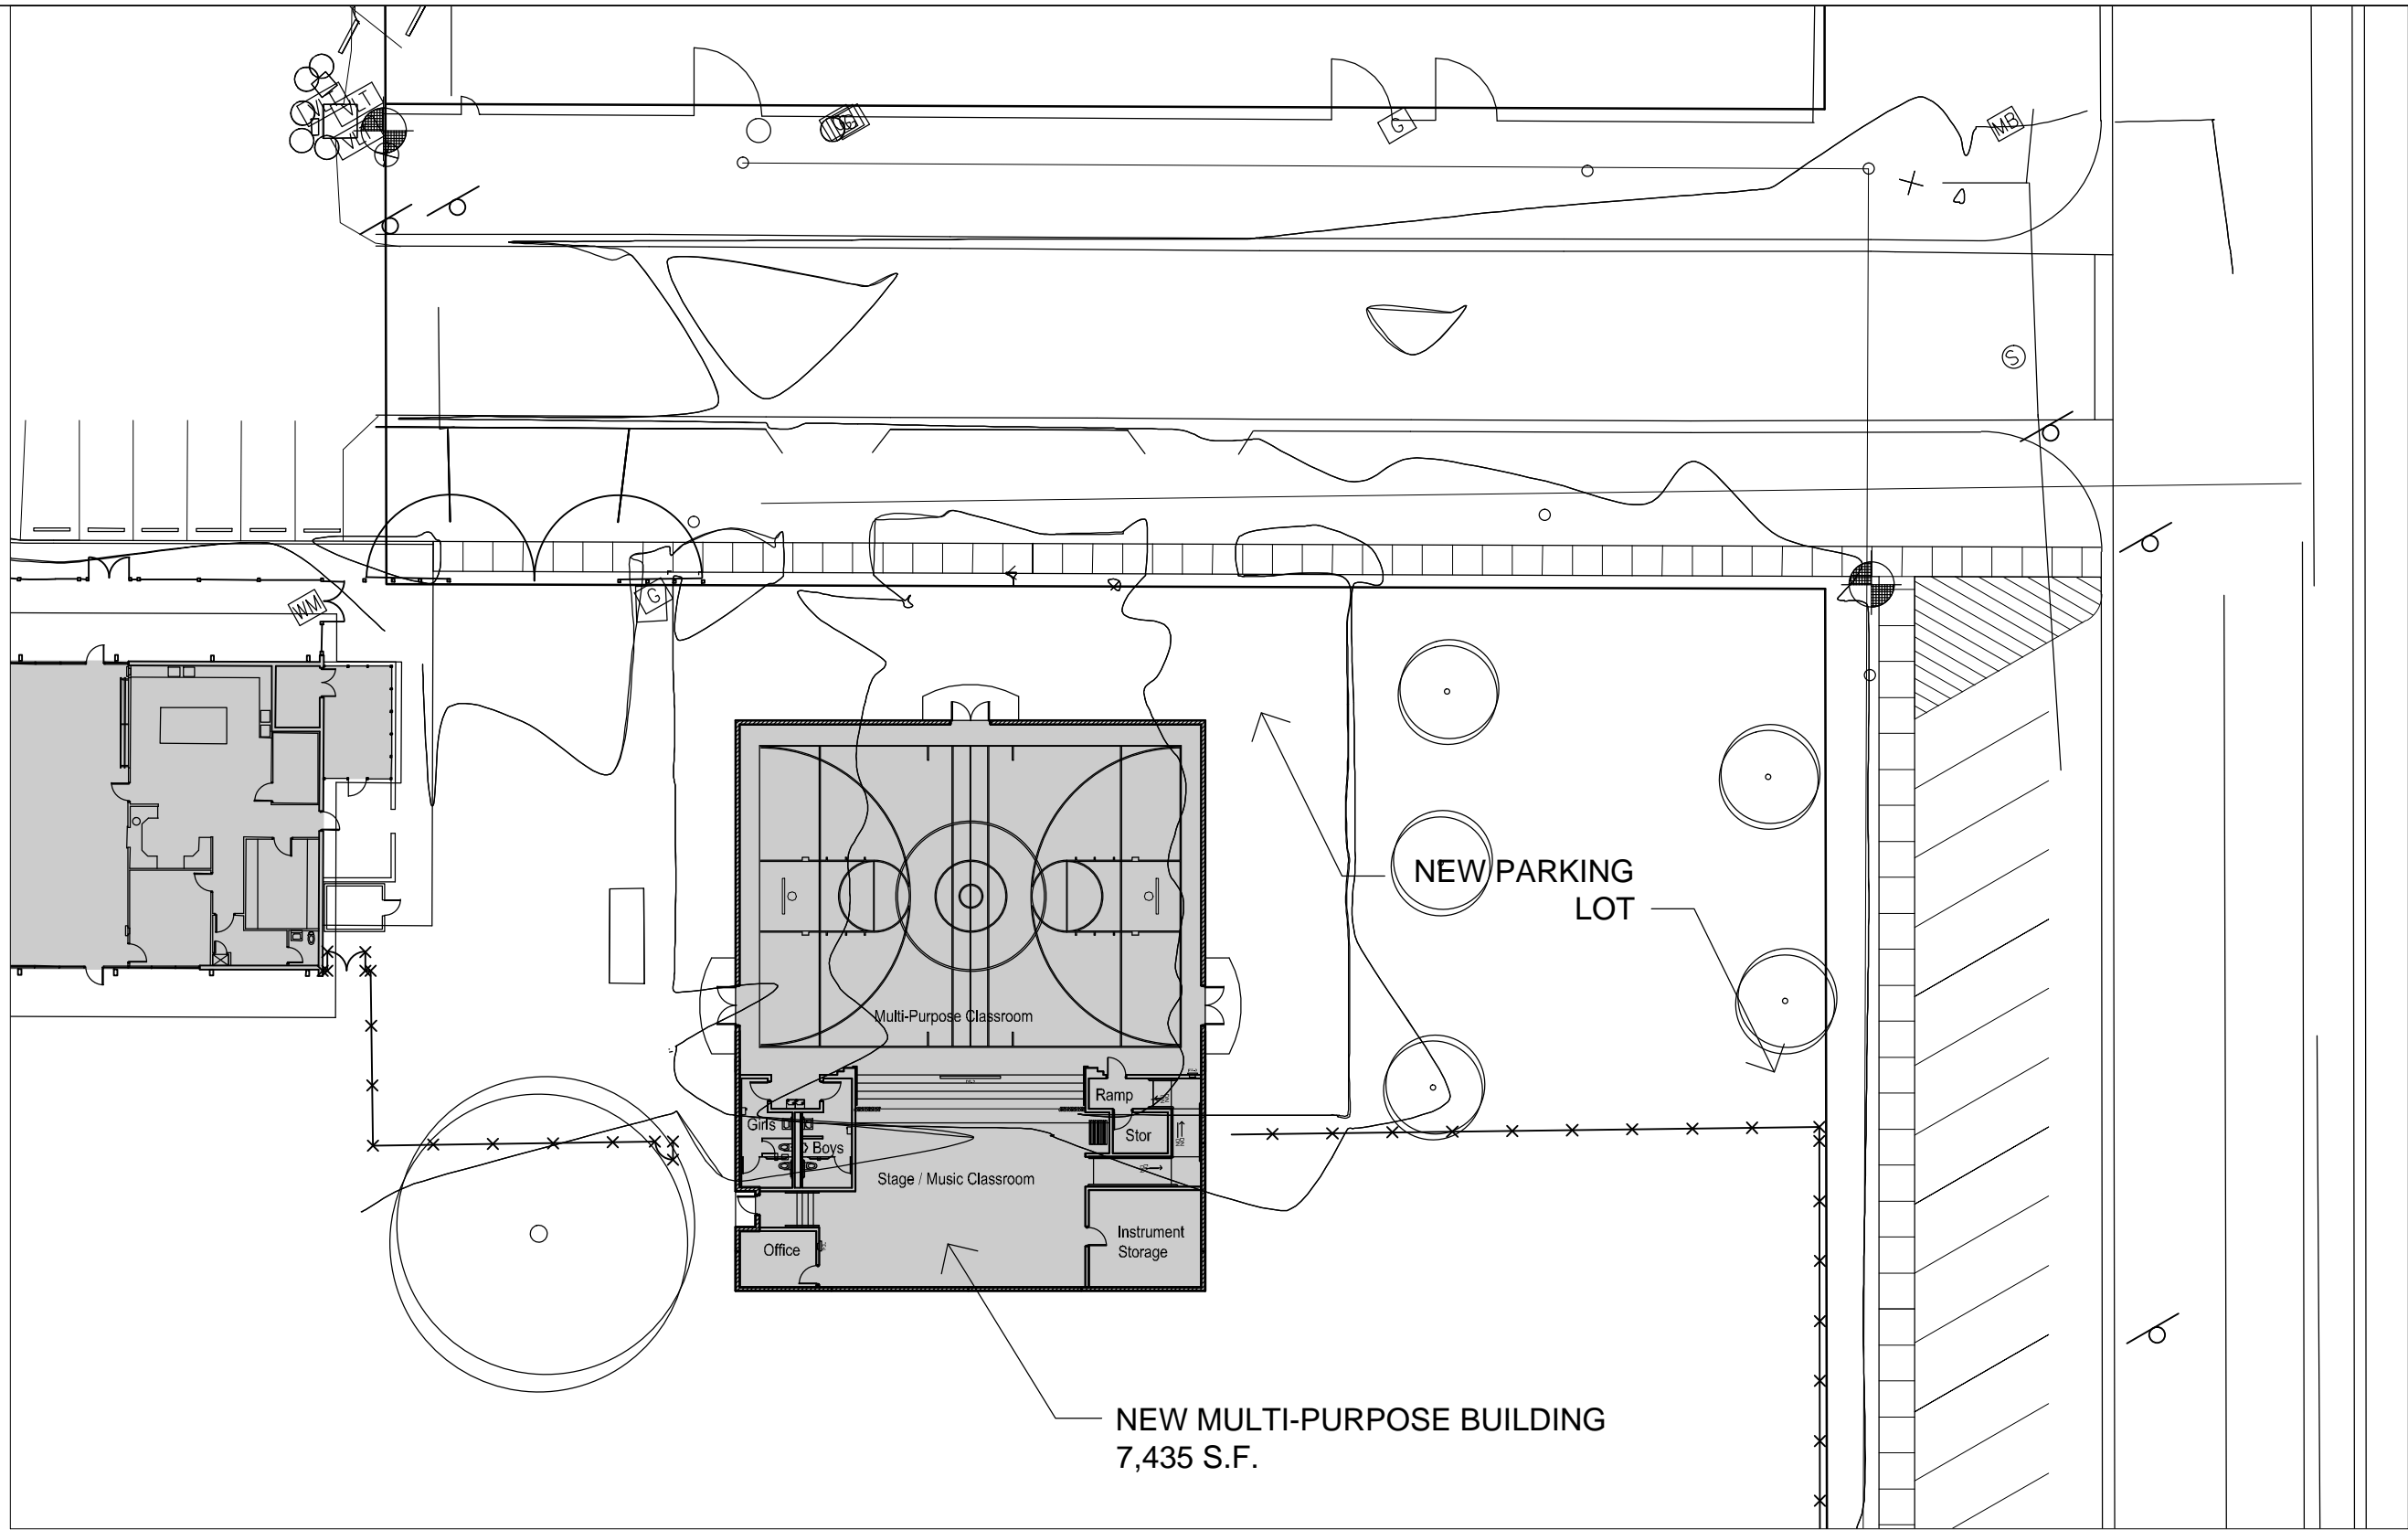 G
MB
S
WM
G
NEW PARKING
LOT
Multi-Purpose Classroom
Ramp
Girls
Stor
Boys
Stage / Music Classroom
Instrument
Storage
Office
NEW MULTI-PURPOSE BUILDING
7,435 S.F.